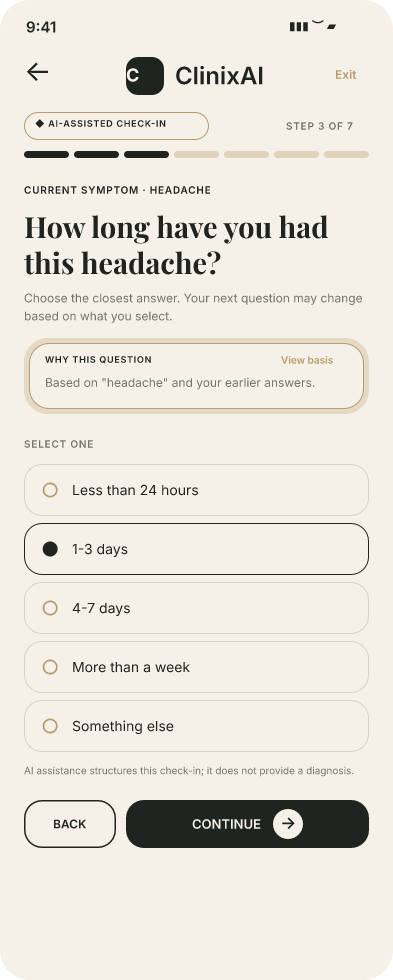 9:41
C ClinixAI
Exit
◆ AI-ASSISTED CHECK-IN
STEP 3 OF 7
CURRENT SYMPTOM · HEADACHE
How long have you had
this headache?
Choose the closest answer. Your next question may change
based on what you select.
WHY THIS QUESTION
View basis
Based on "headache" and your earlier answers.
SELECT ONE
Less than 24 hours
1-3 days
4-7 days
More than a week
Something else
AI assistance structures this check-in; it does not provide a diagnosis.
BACK
CONTINUE